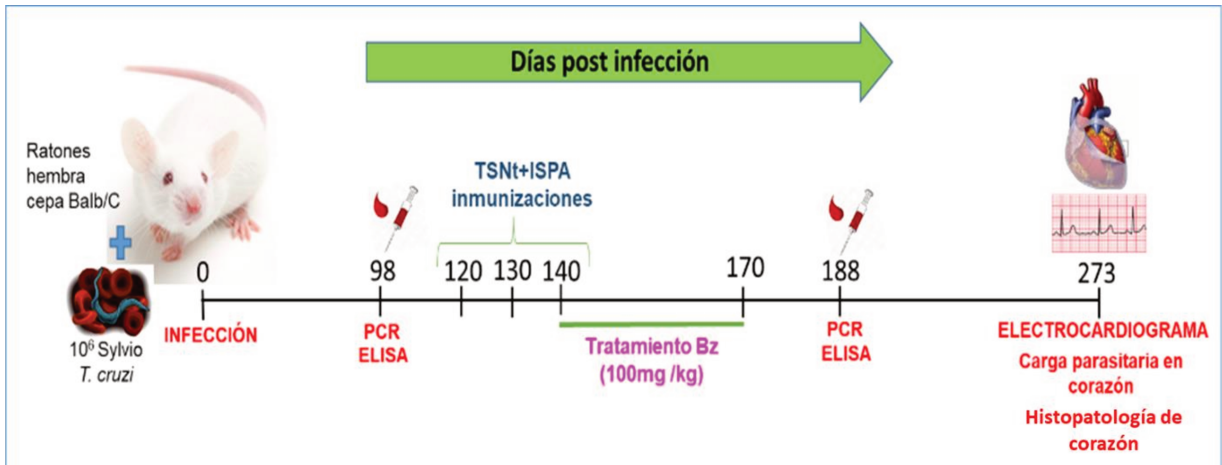 Días post infección
Ratones
hembra
cepa Balb/C
10⁶ Sylvio
T. cruzi
TSNt+ISPA
inmunizaciones
0 98 120 130 140 170 188 273
INFECCIÓN
PCR
ELISA
Tratamiento Bz
(100mg /kg)
PCR
ELISA
ELECTROCARDIOGRAMA
Carga parasitaria en
corazón
Histopatología de
corazón